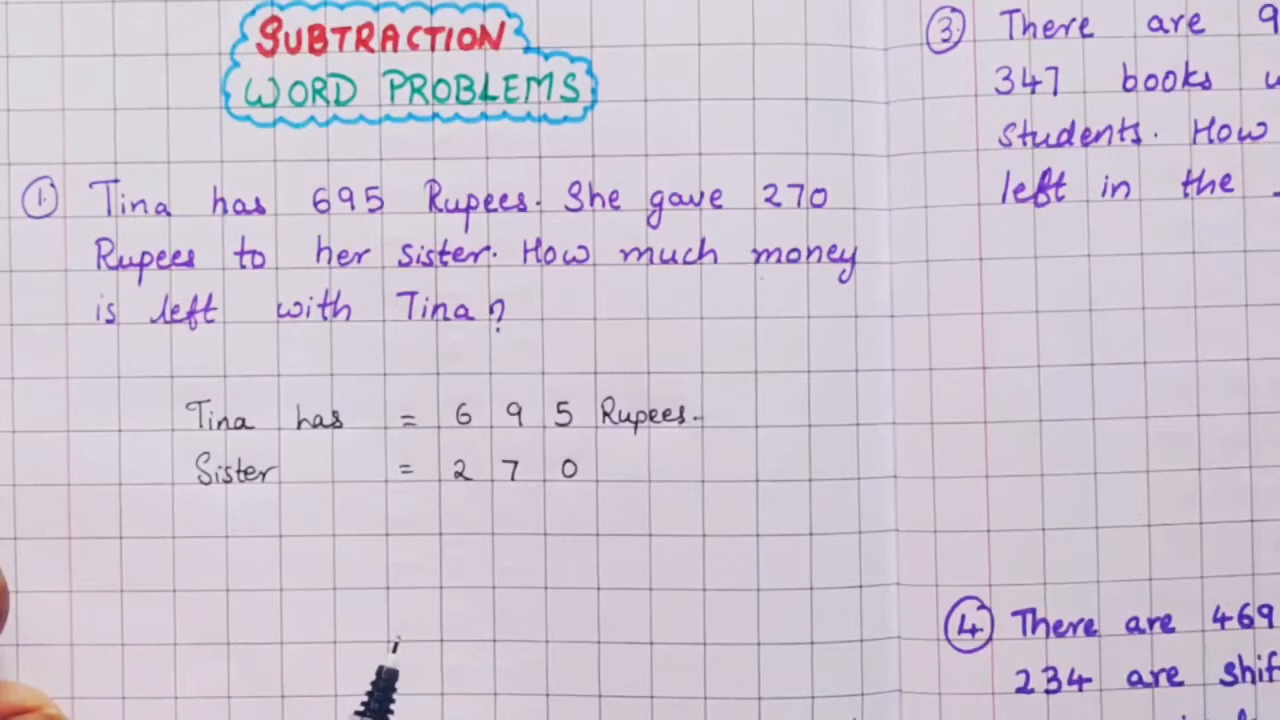 SUBTRACTION
WORD PROBLEMS
1. Tina has 695 Rupees. She gave 270
Rupees to her sister. How much money
is left with Tina?
Tina has = 6 9 5 Rupees.
Sister = 2 7 0
3. There are 9
347 books
students. How
left in the
4. There are 469
234 are shif